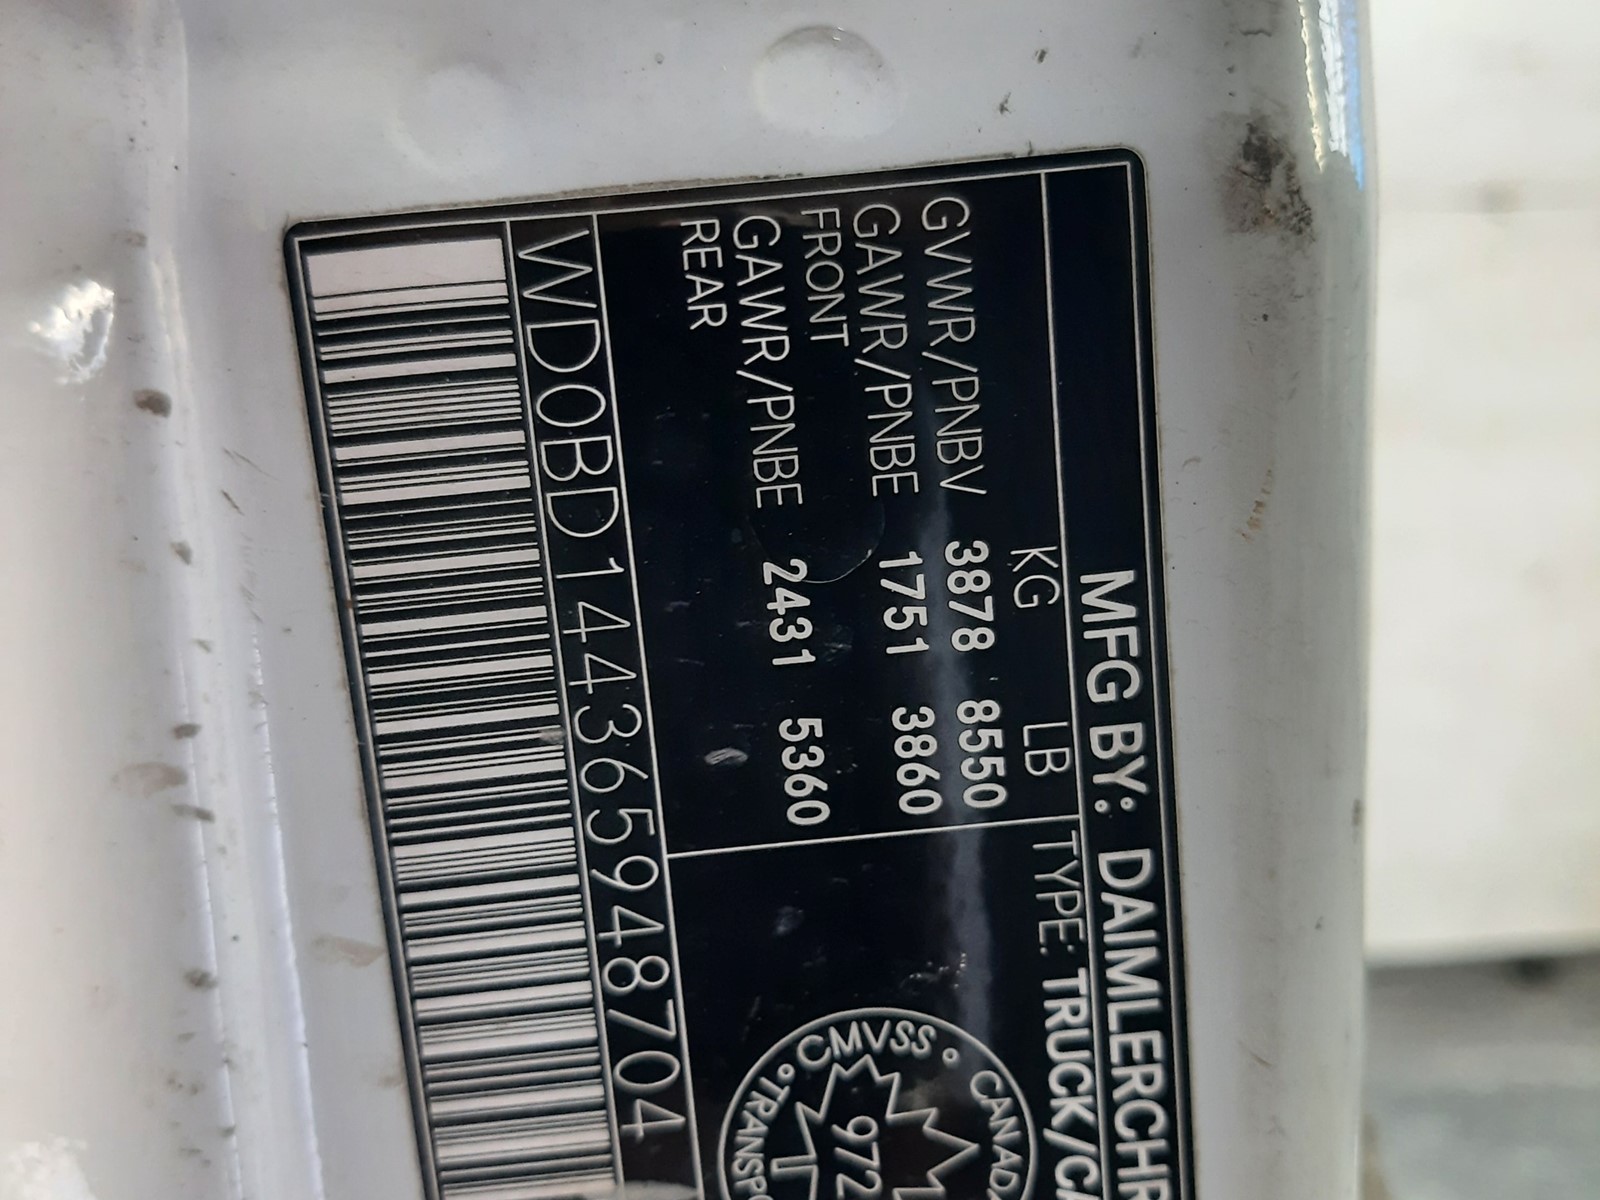 MFG BY: DAIMLERCHR
KG LB
GVWR/PNBV 3878 8550
GAWR/PNBE 1751 3860
FRONT
GAWR/PNBE 2431 5360
REAR
TYPE: TRUCK/CA
CMVSS ° CANADA
972
TRANSPO
WD0BD144365948704